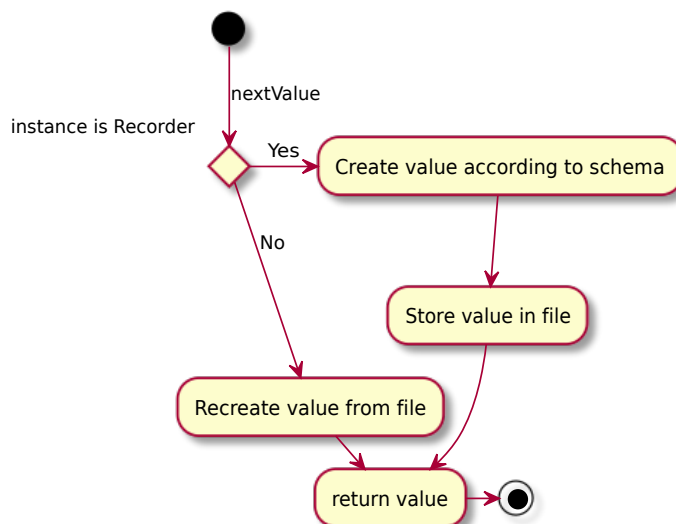 nextValue
instance is Recorder
Yes
Create value according to schema
No
Store value in file
Recreate value from file
return value